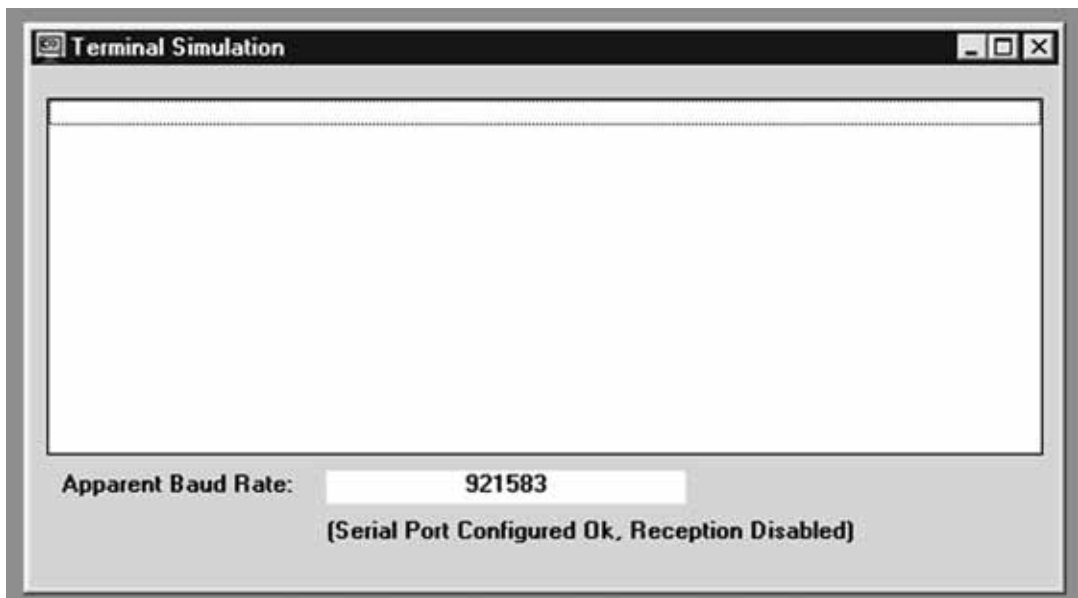 Terminal Simulation
Apparent Baud Rate: 921583
(Serial Port Configured Ok, Reception Disabled)